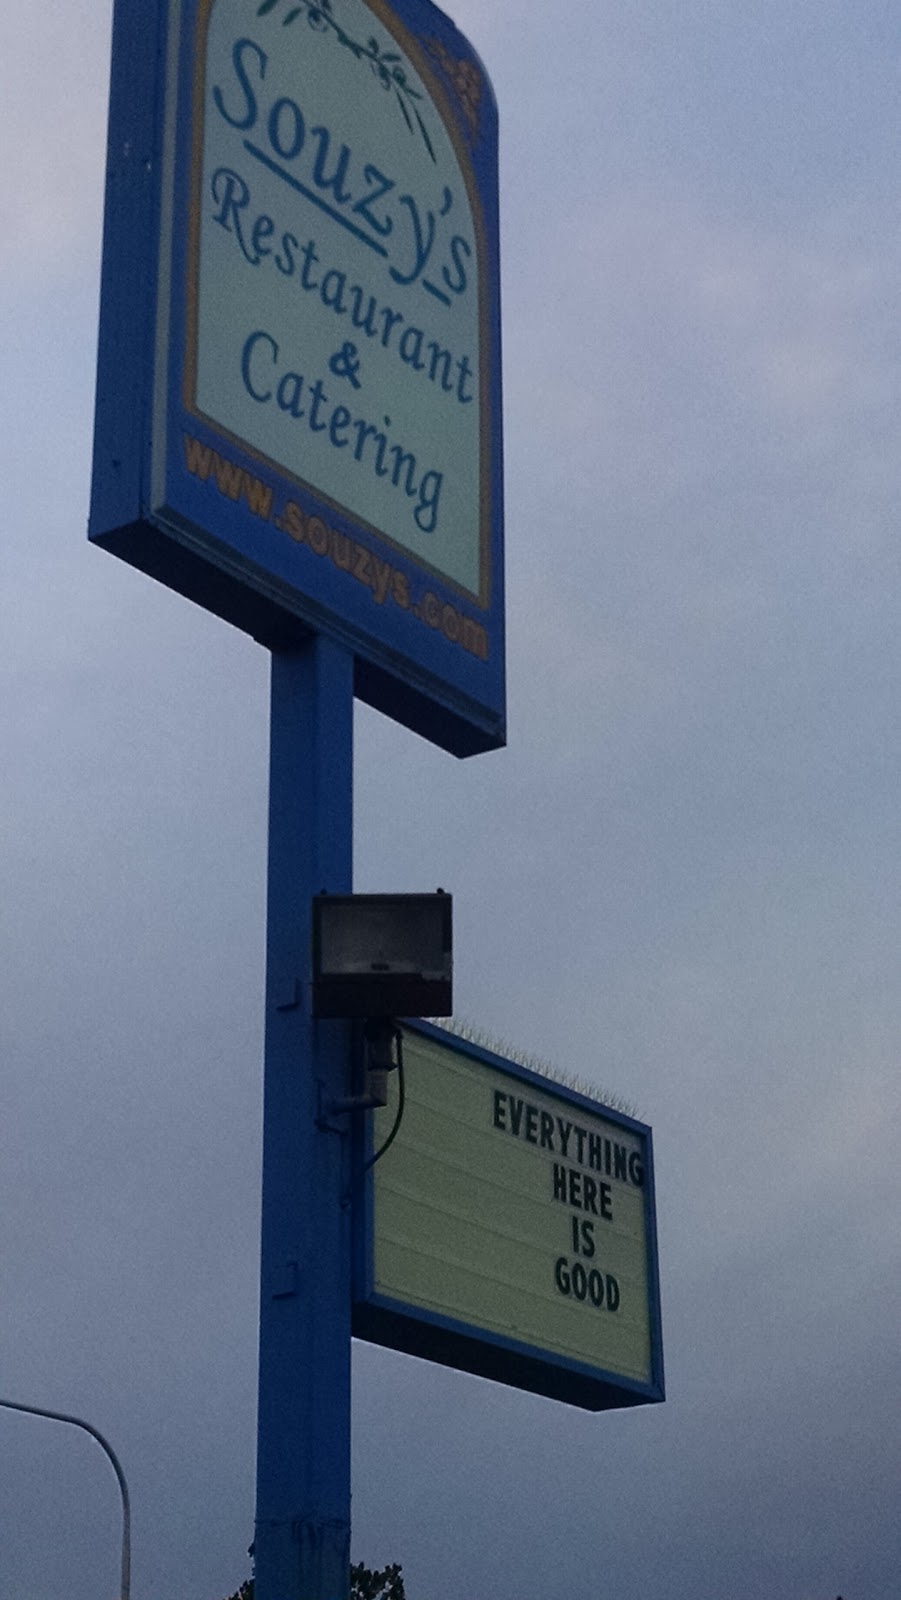 Souzy's
Restaurant
&
Catering
www.souzys.com
EVERYTHING
HERE
IS
GOOD